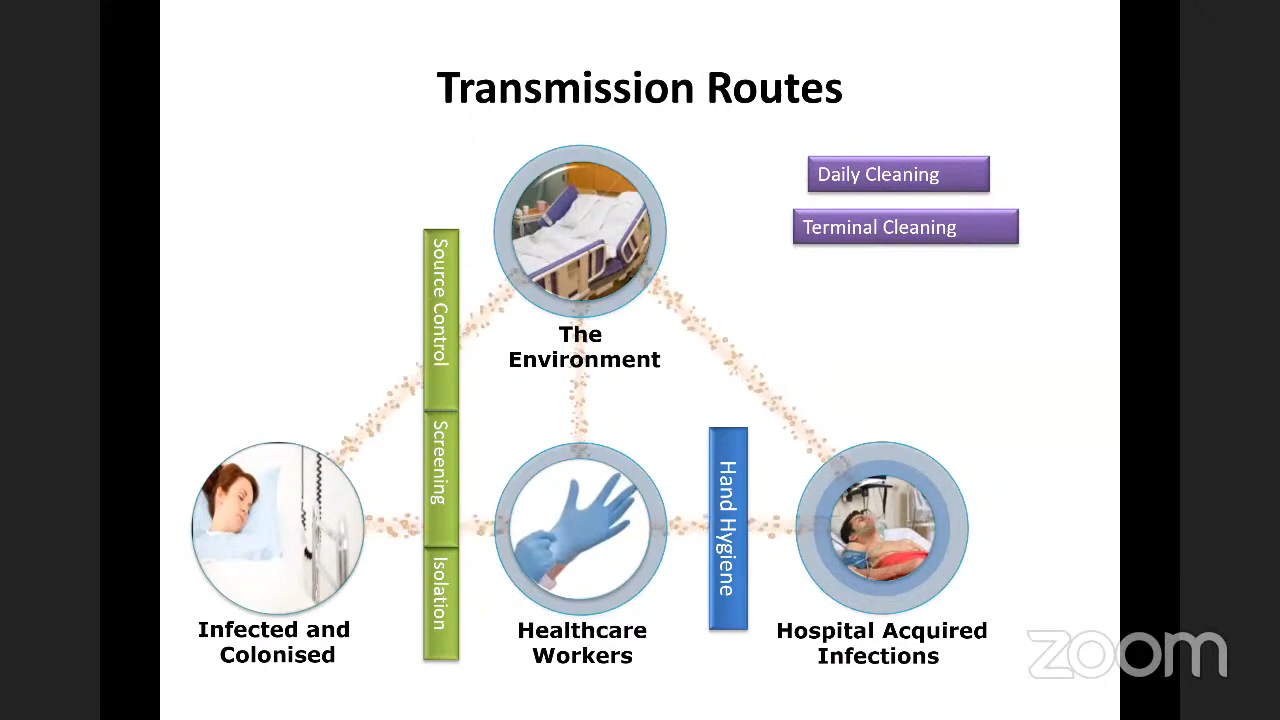 Transmission Routes
Daily Cleaning
Terminal Cleaning
Source Control
The
Environment
Screening
Hand Hygiene
Isolation
Infected and
Colonised
Healthcare
Workers
Hospital Acquired
Infections
zoom